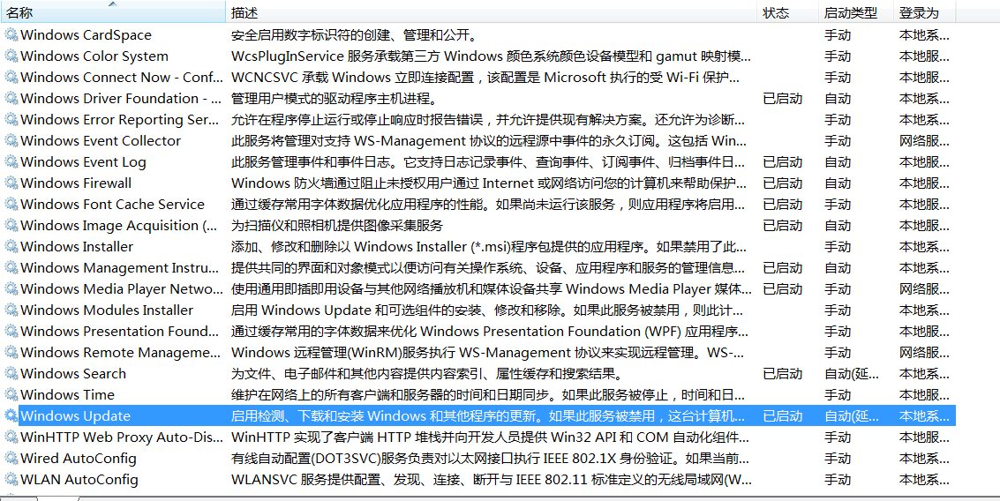 名称 描述 状态 启动类型 登录为
Windows CardSpace 安全启用数字标识符的创建、管理和公开。 手动 本地系...
Windows Color System WcsPlugInService 服务承载第三方 Windows 颜色系统颜色设备模型和 gamut 映射模... 手动 本地服...
Windows Connect Now - Conf... WCNCSVC 承载 Windows 立即连接配置，该配置是 Microsoft 执行的受 Wi-Fi 保护... 手动 本地服...
Windows Driver Foundation - ... 管理用户模式的驱动程序主机进程。 已启动 自动 本地系...
Windows Error Reporting Ser... 允许在程序停止运行或停止响应时报告错误，并允许提供现有解决方案。还允许为诊断... 手动 本地系...
Windows Event Collector 此服务将管理对支持 WS-Management 协议的远程源中事件的永久订阅。这包括 Win... 手动 网络服...
Windows Event Log 此服务管理事件和事件日志。它支持日志记录事件、查询事件、订阅事件、归档事件日... 已启动 自动 本地服...
Windows Firewall Windows 防火墙通过阻止未授权用户通过 Internet 或网络访问您的计算机来帮助保护... 已启动 自动 本地服...
Windows Font Cache Service 通过缓存常用字体数据优化应用程序的性能。如果尚未运行该服务，则应用程序将启用... 已启动 自动 本地服...
Windows Image Acquisition (... 为扫描仪和照相机提供图像采集服务 已启动 自动 本地服...
Windows Installer 添加、修改和删除以 Windows Installer (*.msi)程序包提供的应用程序。如果禁用了此... 手动 本地系...
Windows Management Instru... 提供共同的界面和对象模式以便访问有关操作系统、设备、应用程序和服务的管理信息... 已启动 自动 本地系...
Windows Media Player Netwo... 使用通用即插即用设备与其他网络播放机和媒体设备共享 Windows Media Player 媒体... 已启动 手动 网络服...
Windows Modules Installer 启用 Windows Update 和可选组件的安装、修改和移除。如果此服务被禁用，则此计... 手动 本地系...
Windows Presentation Found... 通过缓存常用的字体数据来优化 Windows Presentation Foundation (WPF) 应用程序... 手动 本地服...
Windows Remote Manageme... Windows 远程管理(WinRM)服务执行 WS-Management 协议来实现远程管理。WS-... 手动 网络服...
Windows Search 为文件、电子邮件和其他内容提供内容索引、属性缓存和搜索结果。 已启动 自动(延... 本地系...
Windows Time 维护在网络上的所有客户端和服务器的时间和日期同步。如果此服务被停止，时间和日... 手动 本地服...
Windows Update 启用检测、下载和安装 Windows 和其他程序的更新。如果此服务被禁用，这台计算机... 已启动 自动(延... 本地系...
WinHTTP Web Proxy Auto-Dis... WinHTTP 实现了客户端 HTTP 堆栈并向开发人员提供 Win32 API 和 COM 自动化组件... 手动 本地服...
Wired AutoConfig 有线自动配置(DOT3SVC)服务负责对以太网接口执行 IEEE 802.1X 身份验证。如果当前... 手动 本地系...
WLAN AutoConfig WLANSVC 服务提供配置、发现、连接、断开与 IEEE 802.11 标准定义的无线局域网(W... 手动 本地系...